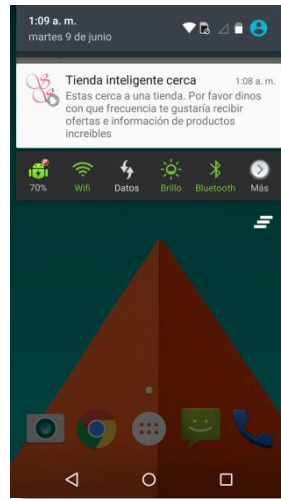 1:09 a. m.
martes 9 de junio
Tienda inteligente cerca 1:08 a. m.
Estas cerca a una tienda. Por favor dinos
con que frecuencia te gustaría recibir
ofertas e información de productos
increibles
70% Wifi Datos Brillo Bluetooth Más